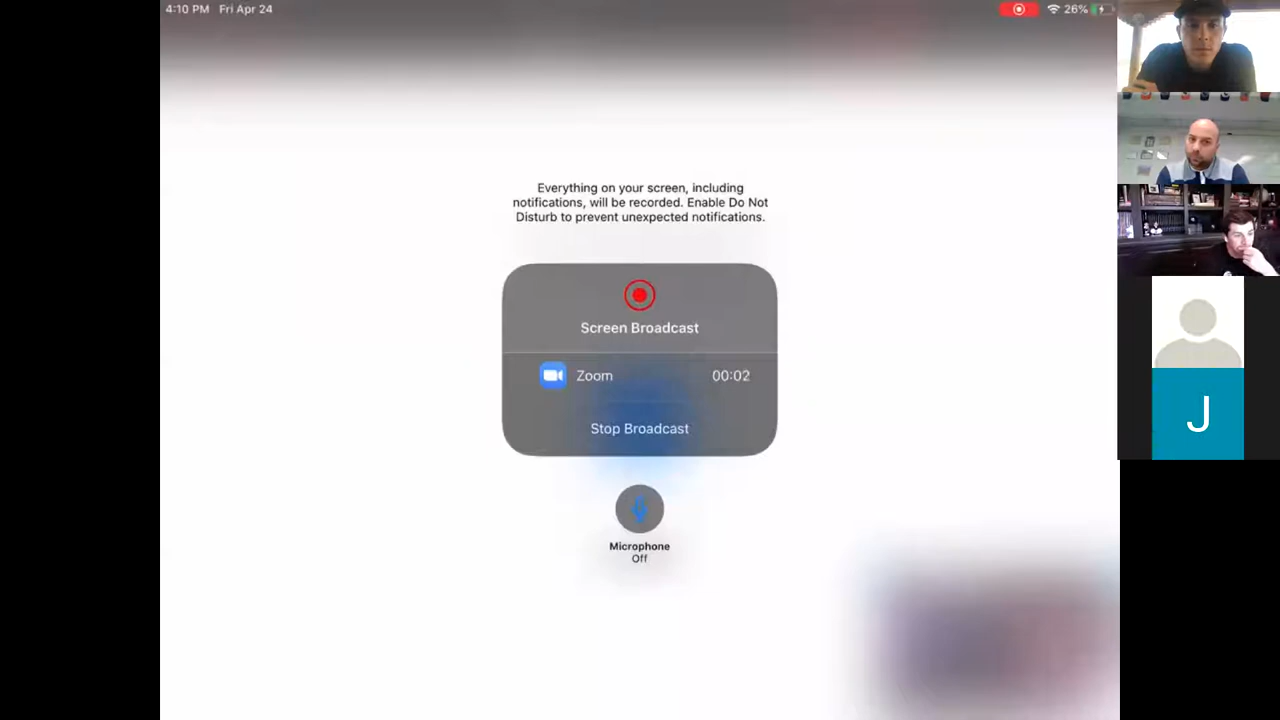 4:10 PM Fri Apr 24
26%
Everything on your screen, including
notifications, will be recorded. Enable Do Not
Disturb to prevent unexpected notifications.
Screen Broadcast
Zoom 00:02
Stop Broadcast
Microphone
Off
J